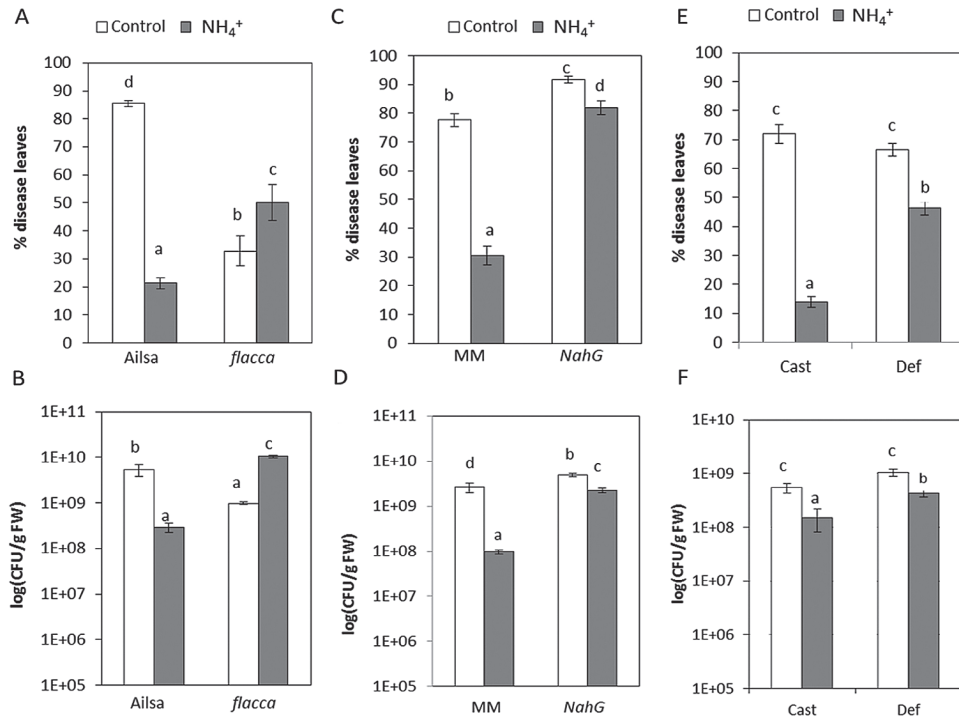 A
Control NH₄⁺
% disease leaves
100
90
80
70
60
50
40
30
20
10
0
d
a
b
c
Ailsa flacca
B
log(CFU/g FW)
1E+11
1E+10
1E+09
1E+08
1E+07
1E+06
1E+05
b
a
a
c
Ailsa flacca
C
Control NH₄⁺
% disease leaves
100
90
80
70
60
50
40
30
20
10
0
b
a
c
d
MM NahG
D
log(CFU/g FW)
1E+11
1E+10
1E+09
1E+08
1E+07
1E+06
1E+05
d
a
b
c
MM NahG
E
Control NH₄⁺
% disease leaves
100
90
80
70
60
50
40
30
20
10
0
c
a
c
b
Cast Def
F
log(CFU/g FW)
1E+10
1E+09
1E+08
1E+07
1E+06
1E+05
c
a
c
b
Cast Def